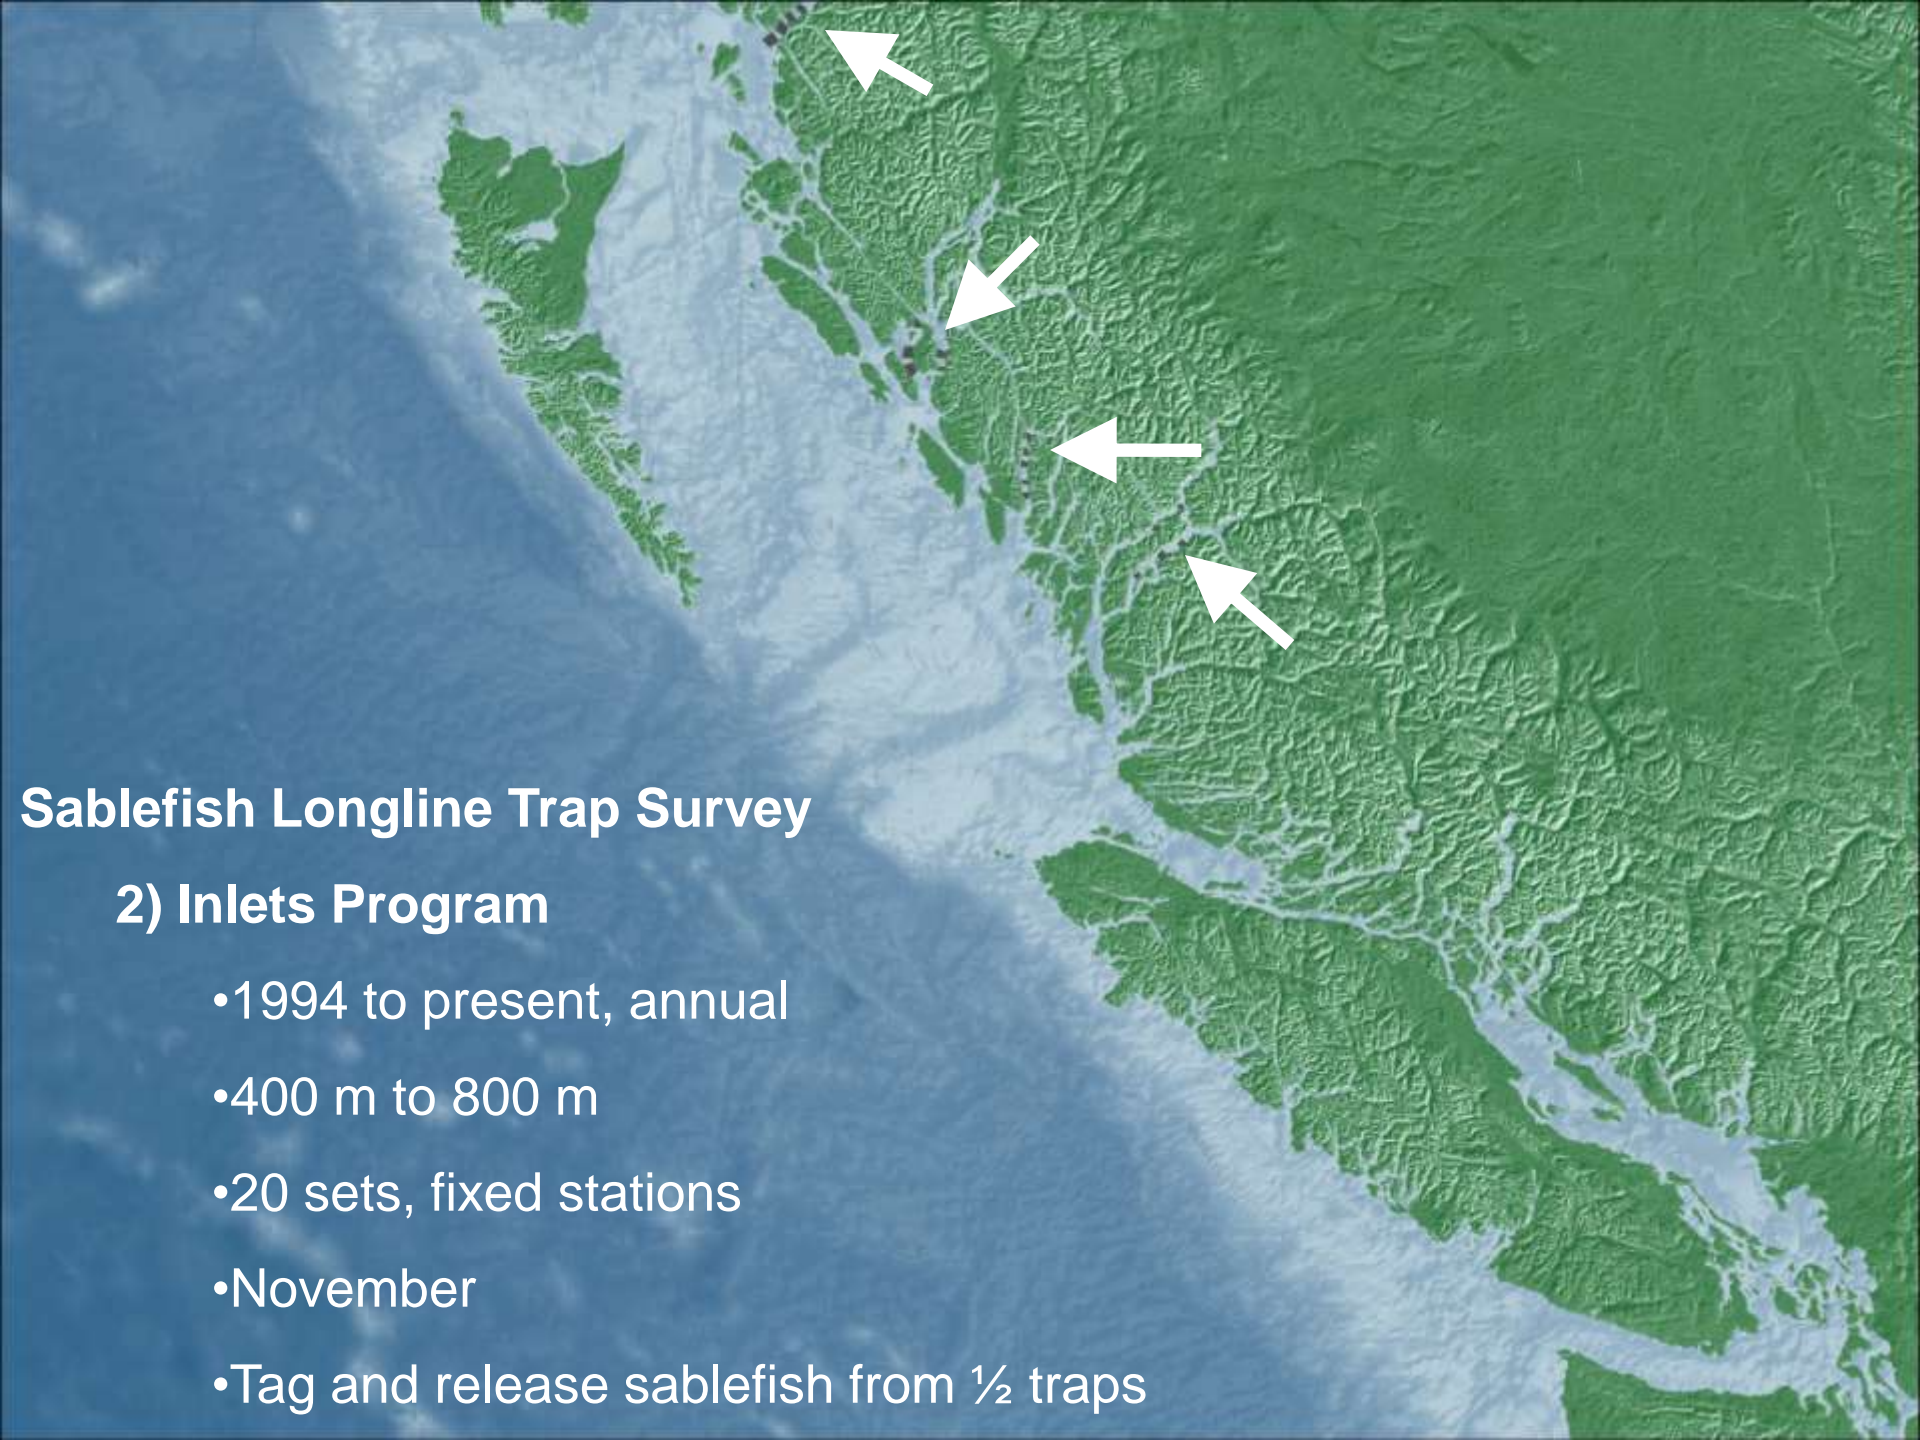 Sablefish Longline Trap Survey
2) Inlets Program
•1994 to present, annual
•400 m to 800 m
•20 sets, fixed stations
•November
•Tag and release sablefish from ½ traps